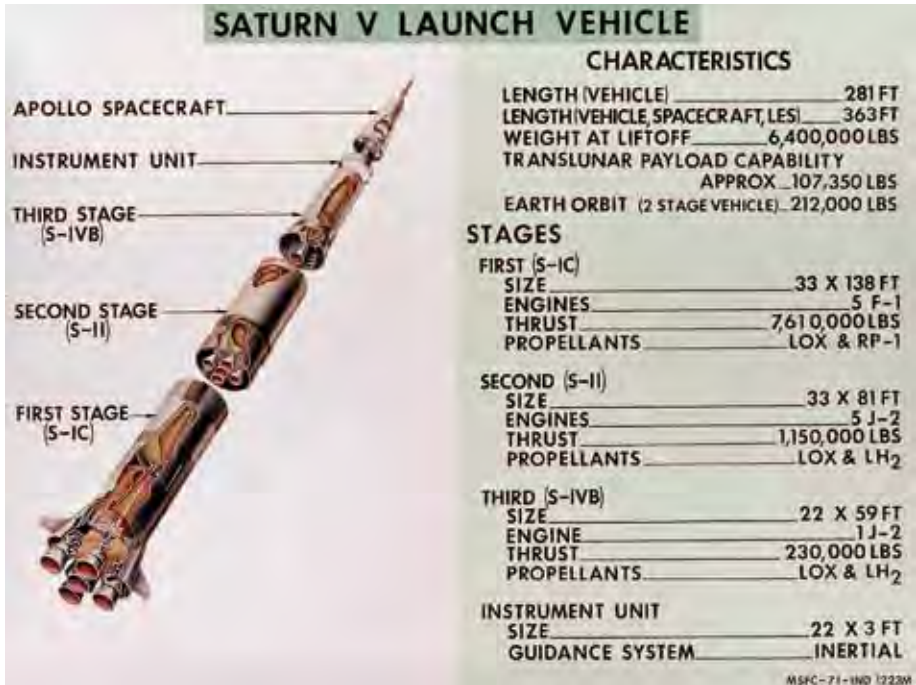 SATURN V LAUNCH VEHICLE
APOLLO SPACECRAFT
INSTRUMENT UNIT
THIRD STAGE
(S-IVB)
SECOND STAGE
(S-II)
FIRST STAGE
(S-IC)
CHARACTERISTICS
LENGTH (VEHICLE) 281 FT
LENGTH (VEHICLE, SPACECRAFT, LES) 363 FT
WEIGHT AT LIFTOFF 6,400,000 LBS
TRANSLUNAR PAYLOAD CAPABILITY
APPROX 107,350 LBS
EARTH ORBIT (2 STAGE VEHICLE) 212,000 LBS
STAGES
FIRST (S-IC)
SIZE 33 X 138 FT
ENGINES 5 F-1
THRUST 7,610,000 LBS
PROPELLANTS LOX & RP-1
SECOND (S-II)
SIZE 33 X 81 FT
ENGINES 5 J-2
THRUST 1,150,000 LBS
PROPELLANTS LOX & LH₂
THIRD (S-IVB)
SIZE 22 X 59 FT
ENGINE 1 J-2
THRUST 230,000 LBS
PROPELLANTS LOX & LH₂
INSTRUMENT UNIT
SIZE 22 X 3 FT
GUIDANCE SYSTEM INERTIAL
MSFC-71-IND 1223M